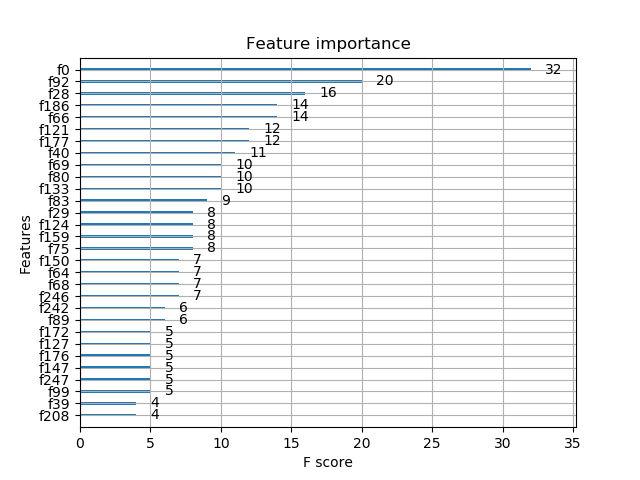 Feature importance
f0 32
f92 20
f28 16
f186 14
f66 14
f121 12
f177 12
f40 11
f69 10
f80 10
f133 10
f83 9
f29 8
f124 8
f159 8
f75 8
f150 7
f64 7
f68 7
f246 7
f242 6
f89 6
f172 5
f127 5
f176 5
f147 5
f247 5
f99 5
f39 4
f208 4
Features
0 5 10 15 20 25 30 35
F score